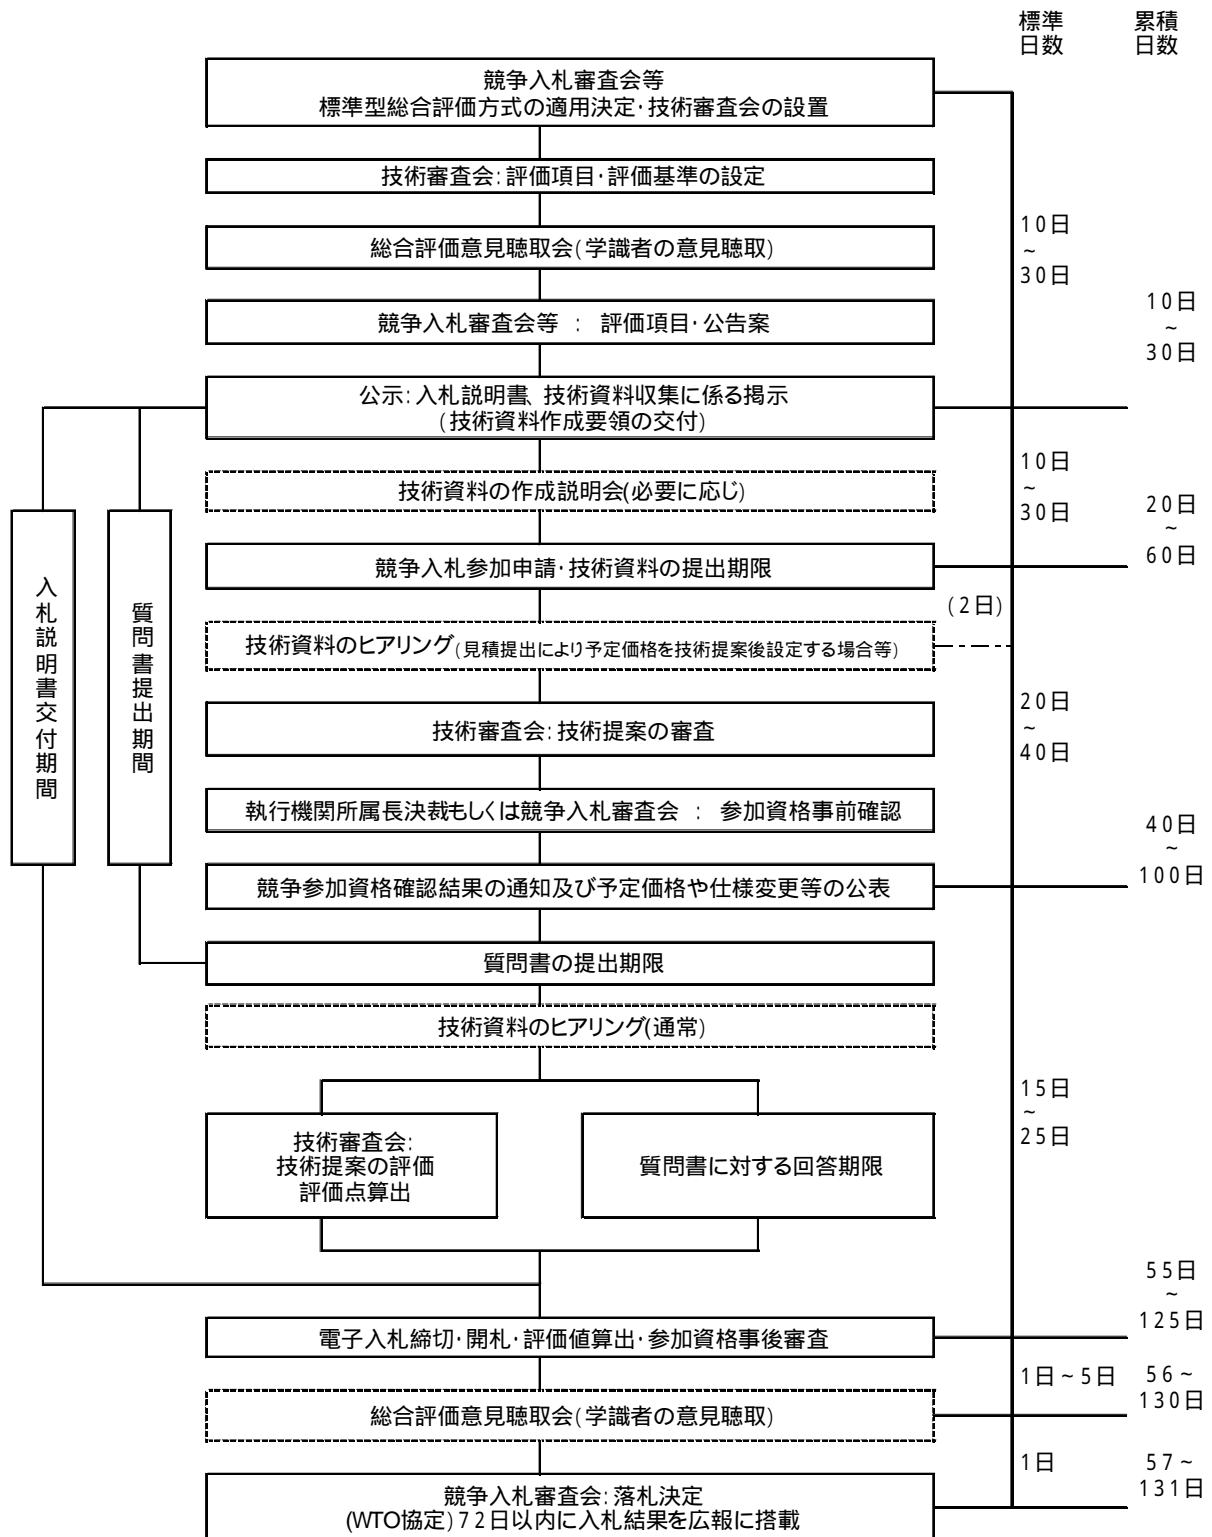 標準
日数
累積
日数
競争入札審査会等
標準型総合評価方式の適用決定・技術審査会の設置
技術審査会：評価項目・評価基準の設定
総合評価意見聴取会（学識者の意見聴取）
10日
~
30日
競争入札審査会等 ： 評価項目・公告案
10日
~
30日
公示：入札説明書、技術資料収集に係る掲示
（技術資料作成要領の交付）
技術資料の作成説明会(必要に応じ)
10日
~
30日
20日
~
60日
競争入札参加申請・技術資料の提出期限
(2日)
技術資料のヒアリング(見積提出により予定価格を技術提案後設定する場合等)
技術審査会：技術提案の審査
20日
~
40日
入札説明書交付期間
質問書提出期間
執行機関所属長決裁もしくは競争入札審査会 ： 参加資格事前確認
40日
~
100日
競争参加資格確認結果の通知及び予定価格や仕様変更等の公表
質問書の提出期限
技術資料のヒアリング(通常)
15日
~
25日
技術審査会：
技術提案の評価
評価点算出
質問書に対する回答期限
55日
~
125日
電子入札締切・開札・評価値算出・参加資格事後審査
1日~5日
56~
130日
総合評価意見聴取会（学識者の意見聴取）
1日
57~
131日
競争入札審査会：落札決定
(WTO協定)72日以内に入札結果を広報に搭載